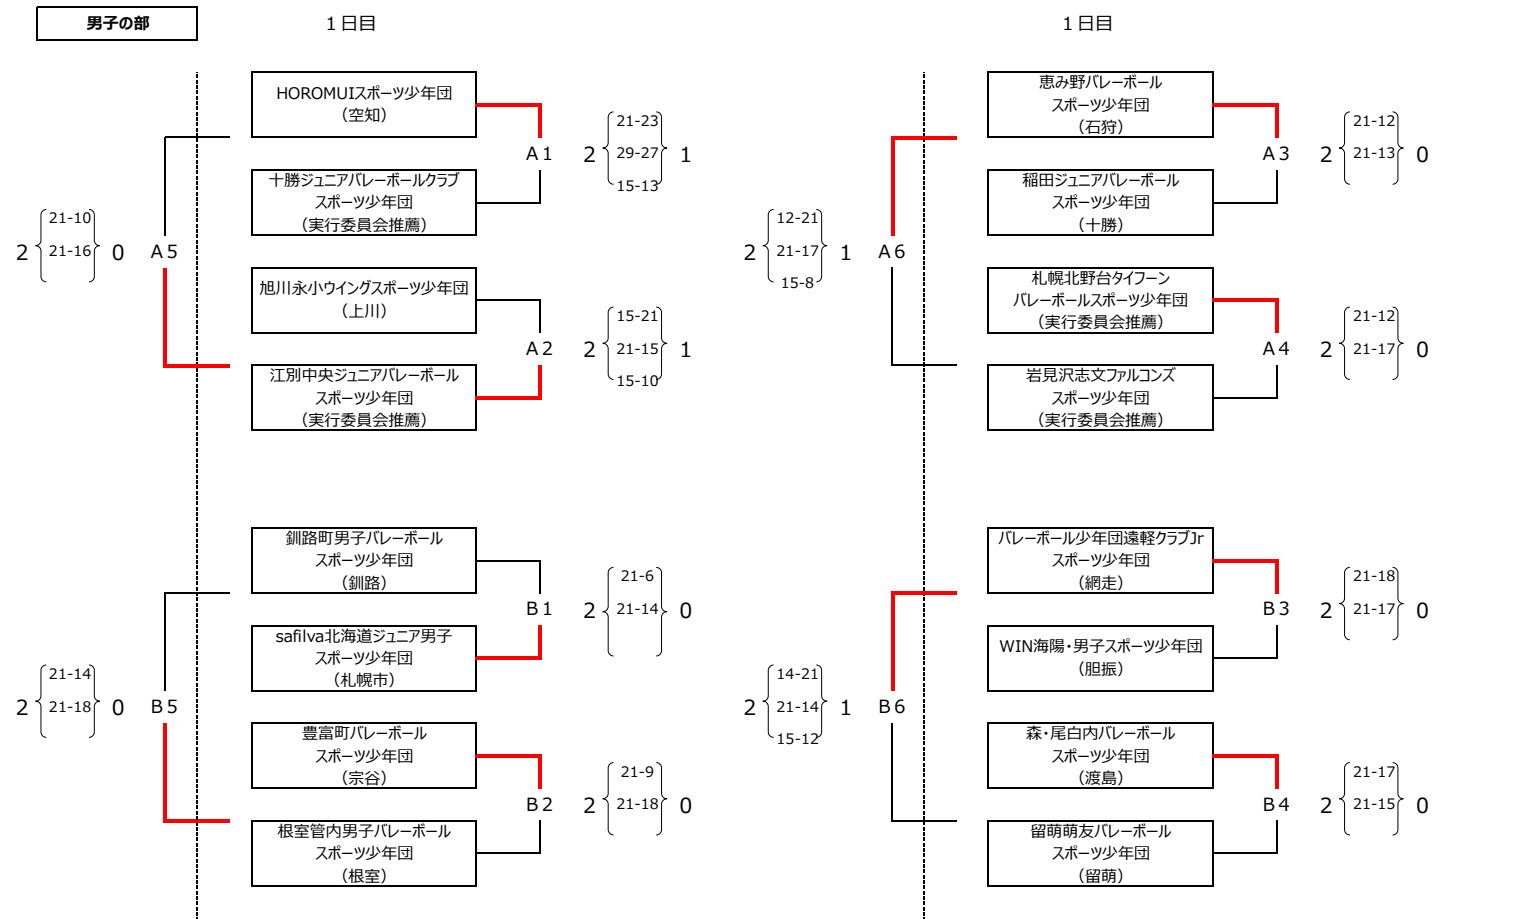 男子の部
１日目
１日目
HOROMUIスポーツ少年団
（空知）
21-23
29-27
15-13
2
1
A１
十勝ジュニアバレーボールクラブ
スポーツ少年団
（実行委員会推薦）
2
21-10
21-16
0
A５
旭川永小ウイングスポーツ少年団
（上川）
15-21
21-15
15-10
2
1
A２
江別中央ジュニアバレーボール
スポーツ少年団
（実行委員会推薦）
恵み野バレーボール
スポーツ少年団
（石狩）
21-12
21-13
2
0
A３
稲田ジュニアバレーボール
スポーツ少年団
（十勝）
2
12-21
21-17
15-8
1
A６
札幌北野台タイフーン
バレーボールスポーツ少年団
（実行委員会推薦）
21-12
21-17
2
0
A４
岩見沢志文ファルコンズ
スポーツ少年団
（実行委員会推薦）
釧路町男子バレーボール
スポーツ少年団
（釧路）
21-6
21-14
2
0
B１
safilva北海道ジュニア男子
スポーツ少年団
（札幌市）
2
21-14
21-18
0
B５
豊富町バレーボール
スポーツ少年団
（宗谷）
21-9
21-18
2
0
B２
根室管内男子バレーボール
スポーツ少年団
（根室）
バレーボール少年団遠軽クラブJr
スポーツ少年団
（網走）
21-18
21-17
2
0
B３
WIN海陽・男子スポーツ少年団
（胆振）
2
14-21
21-14
15-12
1
B６
森・尾白内バレーボール
スポーツ少年団
（渡島）
21-17
21-15
2
0
B４
留萌萌友バレーボール
スポーツ少年団
（留萌）